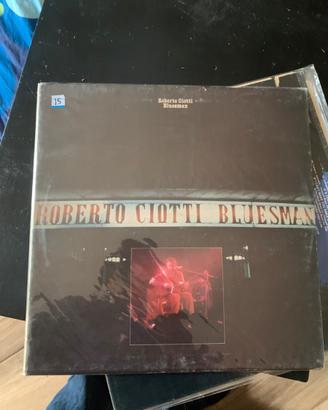 15
Roberto Ciotti
Bluesman
ROBERTO CIOTTI BLUESMAN